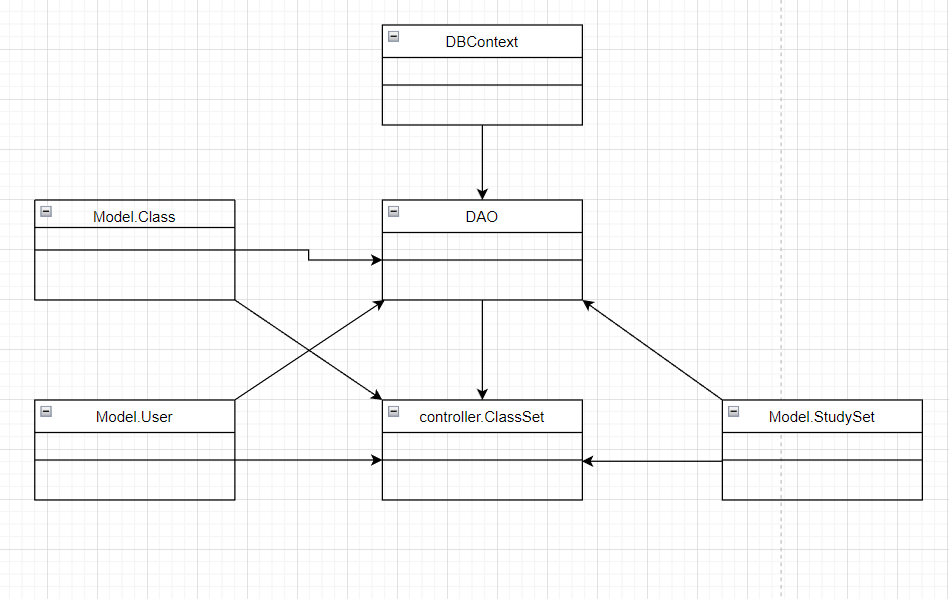 DBContext
Model.Class
DAO
Model.User
controller.ClassSet
Model.StudySet